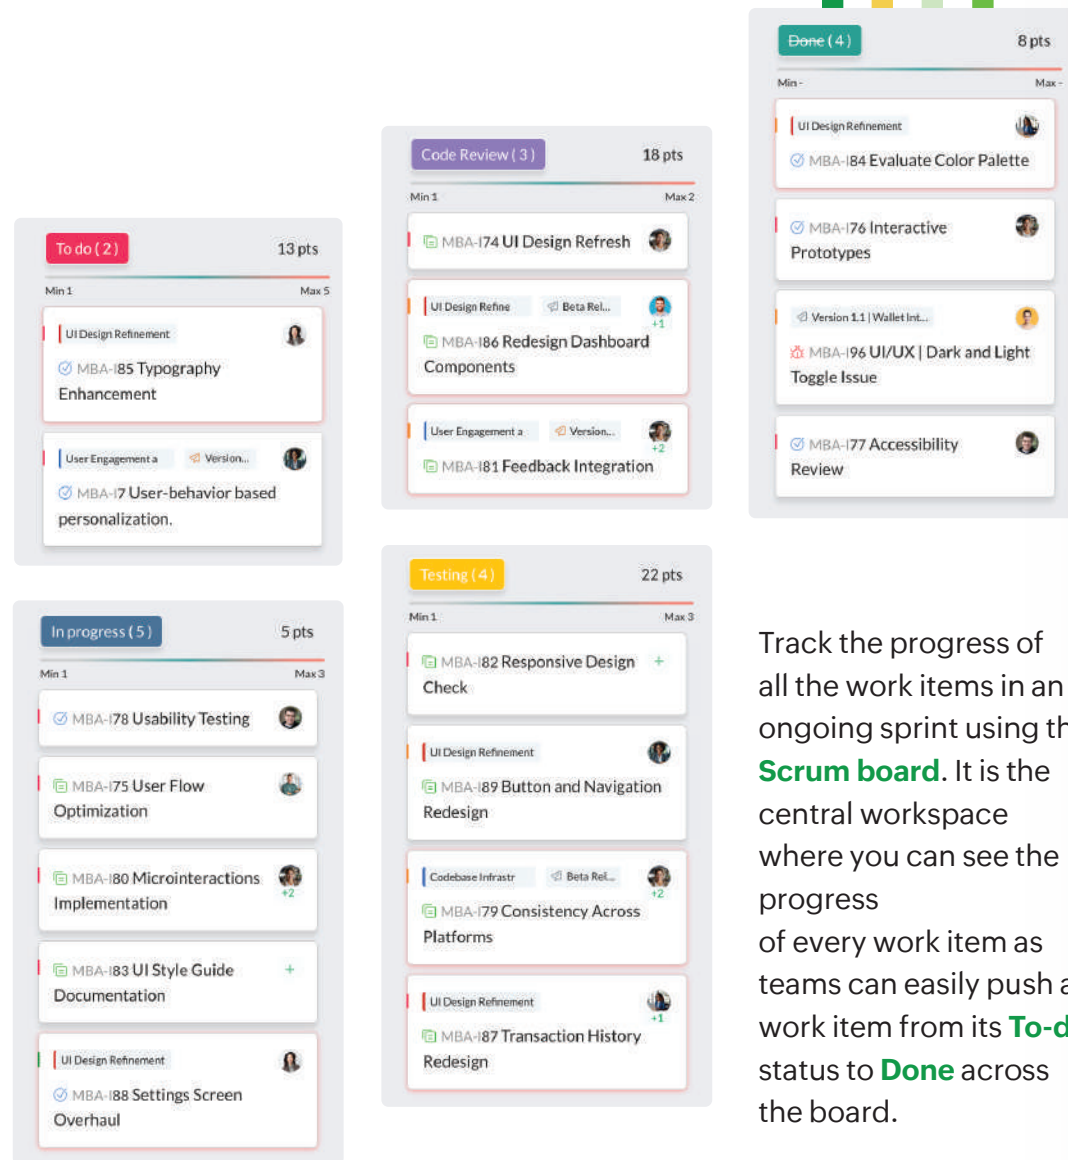 To do ( 2 )
13 pts
Min 1
Max 5
UI Design Refinement
MBA-I85 Typography
Enhancement
User Engagement a
Version...
MBA-I7 User-behavior based
personalization.
In progress ( 5 )
5 pts
Min 1
Max 3
MBA-I78 Usability Testing
MBA-I75 User Flow
Optimization
MBA-I80 Microinteractions
+2
Implementation
MBA-I83 UI Style Guide
+
Documentation
UI Design Refinement
MBA-I88 Settings Screen
Overhaul
Code Review ( 3 )
18 pts
Min 1
Max 2
MBA-I74 UI Design Refresh
UI Design Refine
Beta Rel...
+1
MBA-I86 Redesign Dashboard
Components
User Engagement a
Version...
+2
MBA-I81 Feedback Integration
Testing ( 4 )
22 pts
Min 1
Max 3
MBA-I82 Responsive Design
+
Check
UI Design Refinement
MBA-I89 Button and Navigation
Redesign
Codebase Infrastr
Beta Rel...
+2
MBA-I79 Consistency Across
Platforms
UI Design Refinement
+1
MBA-I87 Transaction History
Redesign
Done ( 4 )
8 pts
Min -
Max -
UI Design Refinement
MBA-I84 Evaluate Color Palette
MBA-I76 Interactive
Prototypes
Version 1.1 | Wallet Int...
MBA-I96 UI/UX | Dark and Light
Toggle Issue
MBA-I77 Accessibility
Review
Track the progress of
all the work items in an
ongoing sprint using th
Scrum board. It is the
central workspace
where you can see the
progress
of every work item as
teams can easily push a
work item from its To-d
status to Done across
the board.